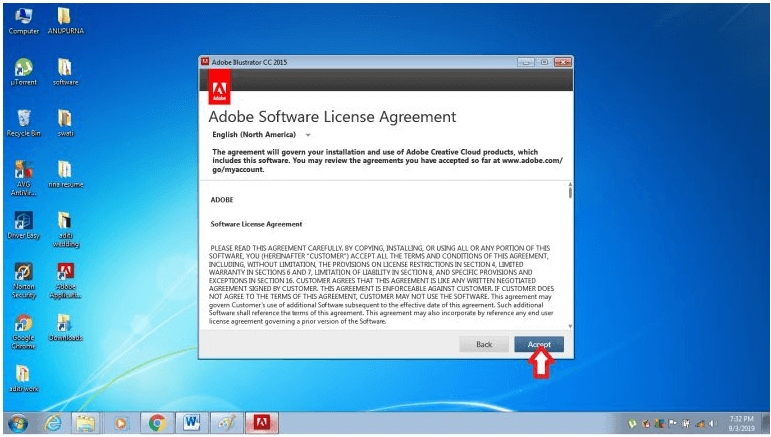 Computer
ANUPURNA
µTorrent
software
Recycle Bin
swati
AVG
AntiVir...
rina resume
Driver Easy
aditi
wedding
Norton
Security
Adobe
Applicati...
Google
Chrome
Downloads
aditi work
Adobe Illustrator CC 2015
Adobe
Adobe Software License Agreement
English (North America)
The agreement will govern your installation and use of Adobe Creative Cloud products, which
includes this software. You may review the agreements you have accepted so far at www.adobe.com/
go/myaccount.
ADOBE
Software License Agreement
PLEASE READ THIS AGREEMENT CAREFULLY. BY COPYING, INSTALLING, OR USING ALL OR ANY PORTION OF THIS
SOFTWARE, YOU (HEREINAFTER "CUSTOMER") ACCEPT ALL THE TERMS AND CONDITIONS OF THIS AGREEMENT,
INCLUDING, WITHOUT LIMITATION, THE PROVISIONS ON LICENSE RESTRICTIONS IN SECTION 4, LIMITED
WARRANTY IN SECTIONS 6 AND 7, LIMITATION OF LIABILITY IN SECTION 8, AND SPECIFIC PROVISIONS AND
EXCEPTIONS IN SECTION 16. CUSTOMER AGREES THAT THIS AGREEMENT IS LIKE ANY WRITTEN NEGOTIATED
AGREEMENT SIGNED BY CUSTOMER. THIS AGREEMENT IS ENFORCEABLE AGAINST CUSTOMER. IF CUSTOMER DOES
NOT AGREE TO THE TERMS OF THIS AGREEMENT, CUSTOMER MAY NOT USE THE SOFTWARE. This agreement may
govern Customer's use of additional Software subsequent to the effective date of this agreement. Such additional
Software shall reference the terms of this agreement. This agreement may also incorporate by reference any end user
license agreement governing a prior version of the Software.
Back
Accept
7:32 PM
9/3/2019